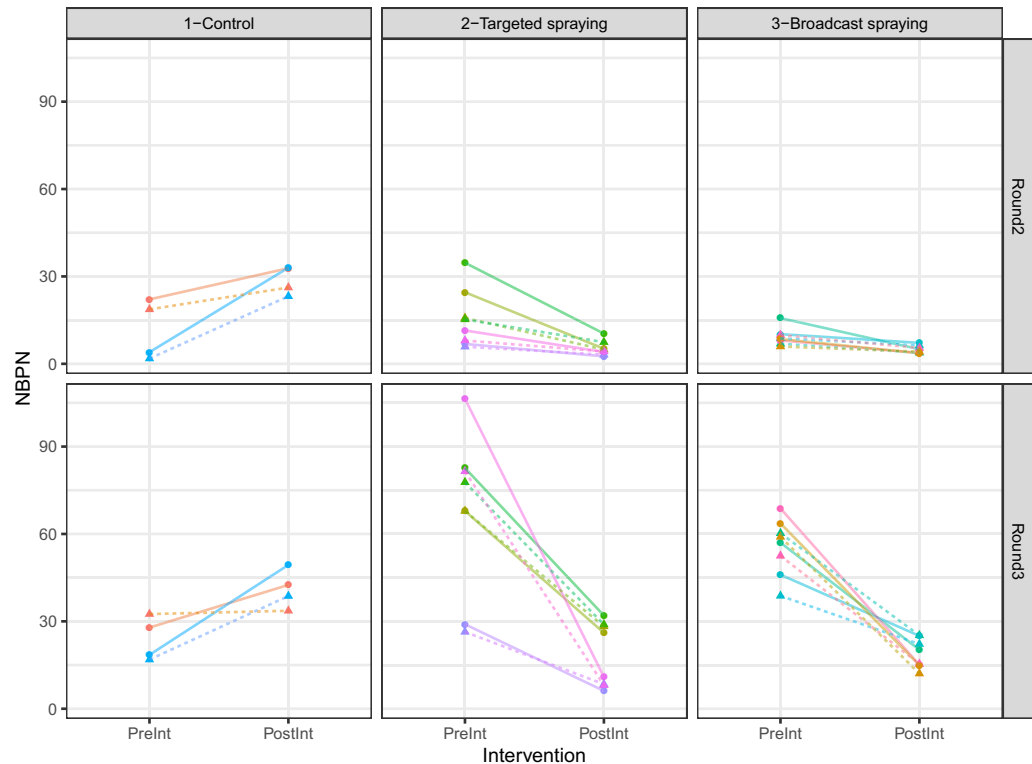 1−Control
2−Targeted spraying
3−Broadcast spraying
90
60
30
0
Round2
NBPN
90
60
30
0
Round3
PreInt
PostInt
PreInt
PostInt
PreInt
PostInt
Intervention